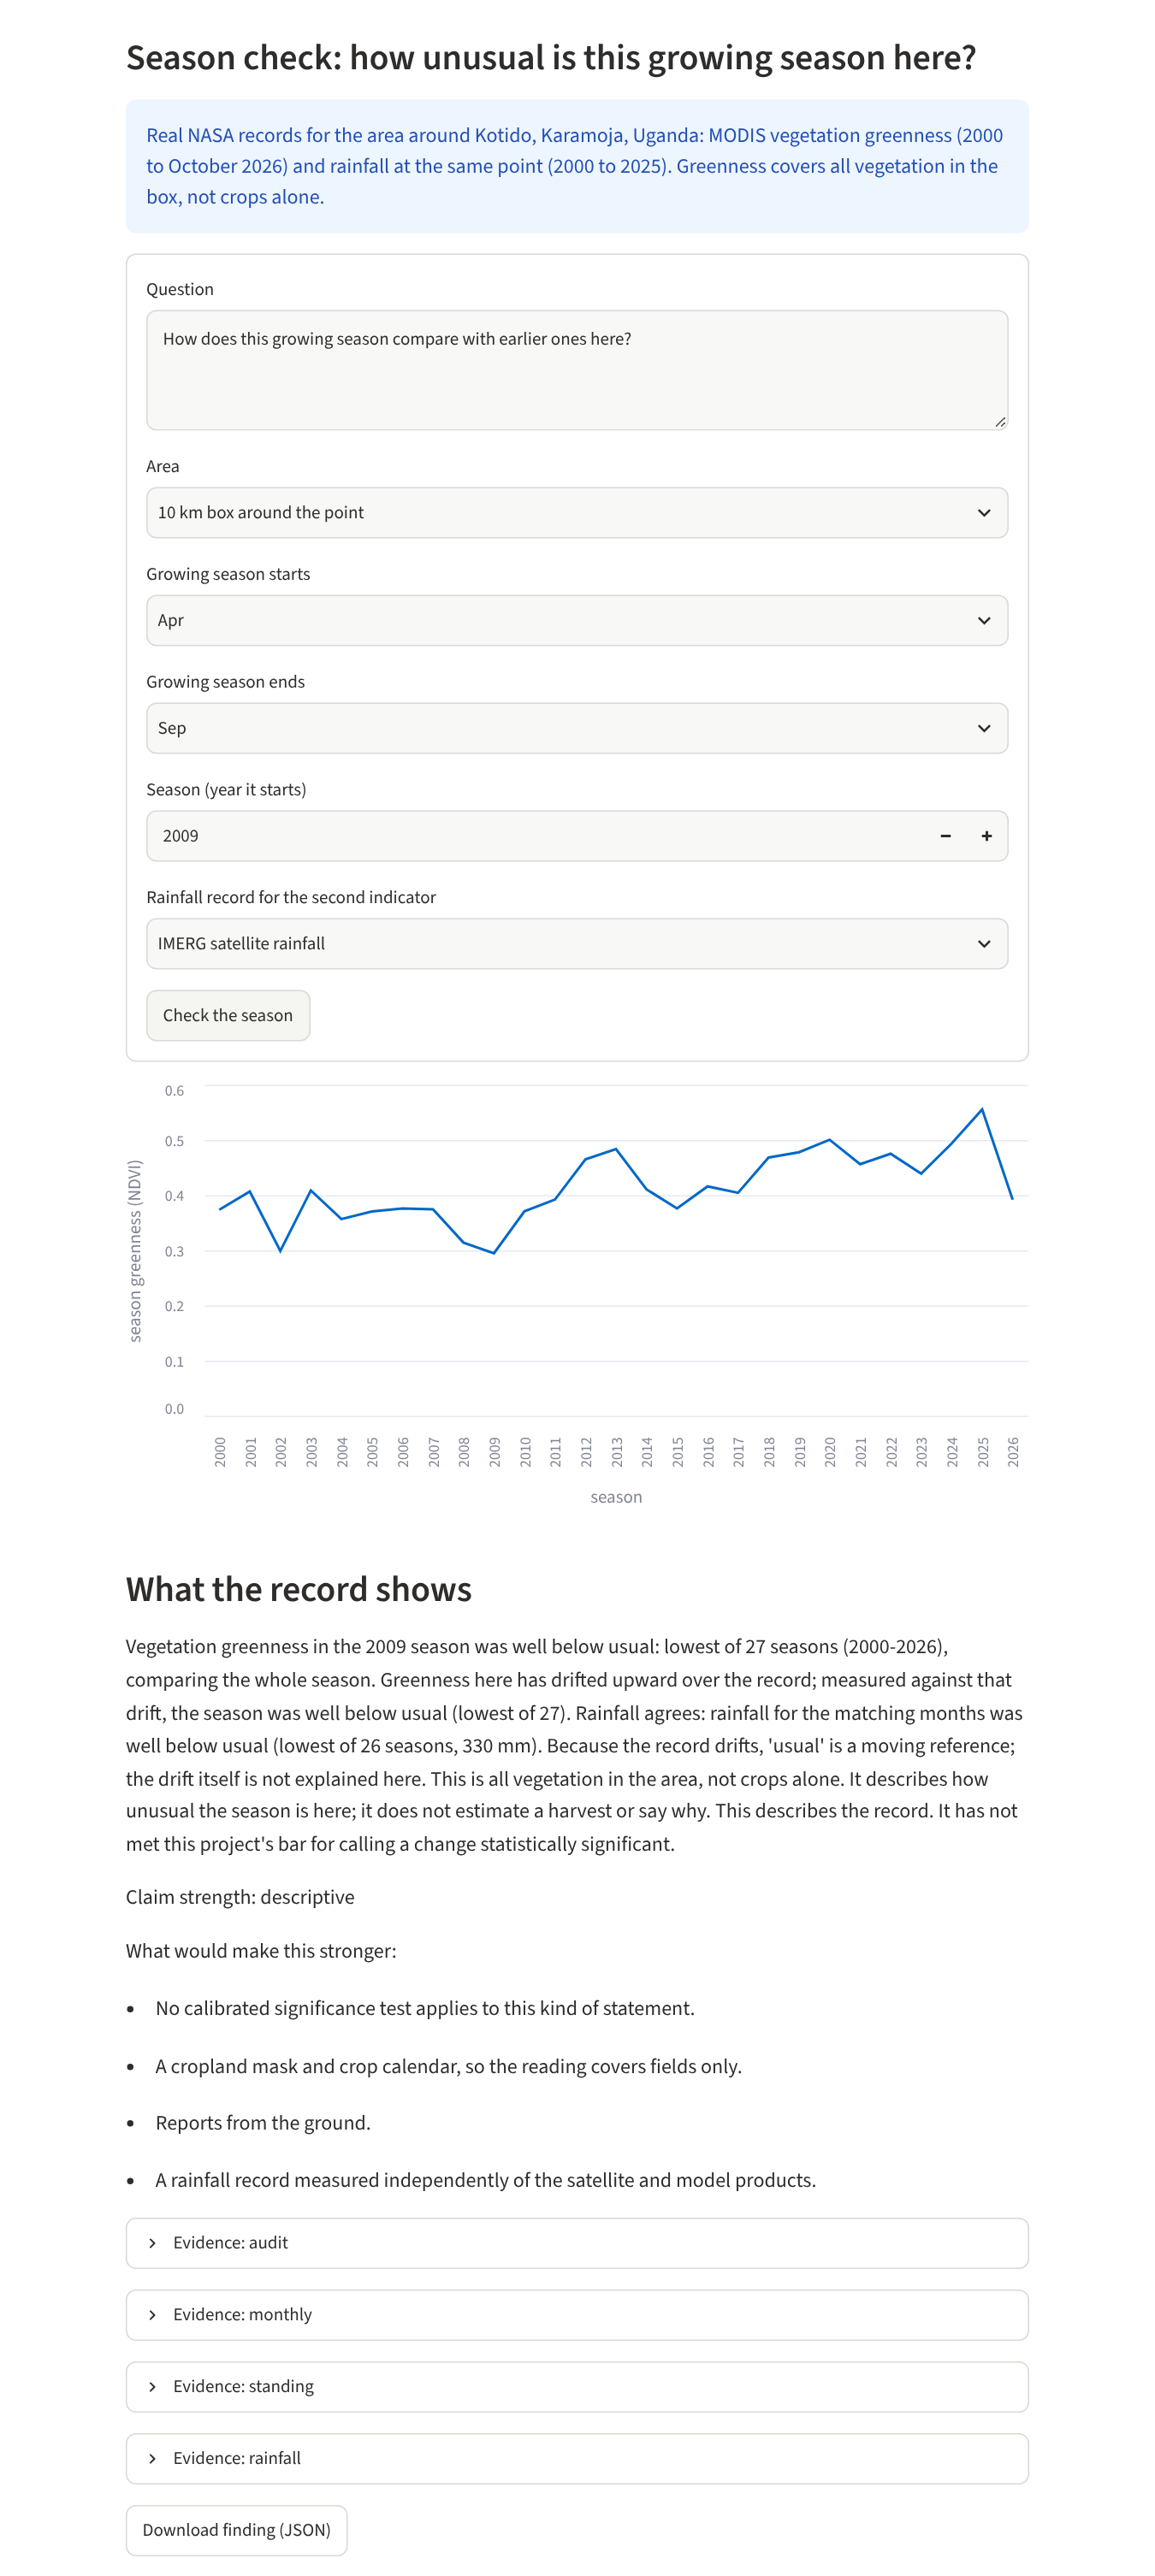 Season check: how unusual is this growing season here?
Real NASA records for the area around Kotido, Karamoja, Uganda: MODIS vegetation greenness (2000
to October 2026) and rainfall at the same point (2000 to 2025). Greenness covers all vegetation in the
box, not crops alone.
Question
How does this growing season compare with earlier ones here?
Area
10 km box around the point
Growing season starts
Apr
Growing season ends
Sep
Season (year it starts)
2009
Rainfall record for the second indicator
IMERG satellite rainfall
Check the season
season greenness (NDVI)
0.6
0.5
0.4
0.3
0.2
0.1
0.0
2000 2001 2002 2003 2004 2005 2006 2007 2008 2009 2010 2011 2012 2013 2014 2015 2016 2017 2018 2019 2020 2021 2022 2023 2024 2025 2026
season
What the record shows
Vegetation greenness in the 2009 season was well below usual: lowest of 27 seasons (2000-2026),
comparing the whole season. Greenness here has drifted upward over the record; measured against that
drift, the season was well below usual (lowest of 27). Rainfall agrees: rainfall for the matching months was
well below usual (lowest of 26 seasons, 330 mm). Because the record drifts, 'usual' is a moving reference;
the drift itself is not explained here. This is all vegetation in the area, not crops alone. It describes how
unusual the season is here; it does not estimate a harvest or say why. This describes the record. It has not
met this project's bar for calling a change statistically significant.
Claim strength: descriptive
What would make this stronger:
• No calibrated significance test applies to this kind of statement.
• A cropland mask and crop calendar, so the reading covers fields only.
• Reports from the ground.
• A rainfall record measured independently of the satellite and model products.
Evidence: audit
Evidence: monthly
Evidence: standing
Evidence: rainfall
Download finding (JSON)